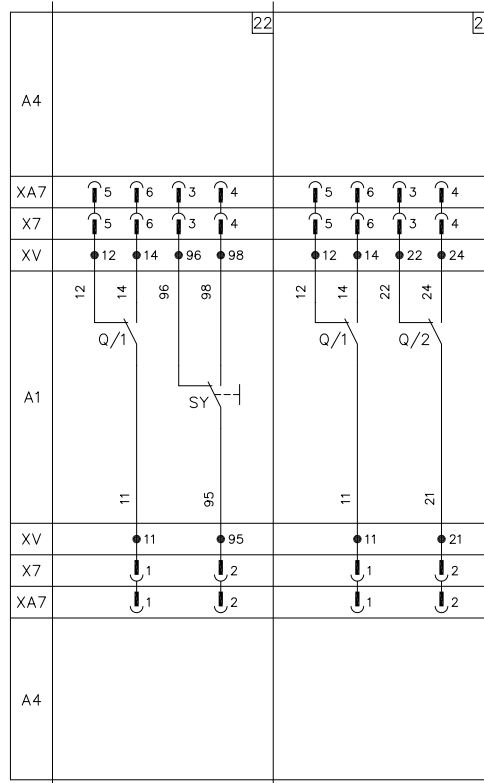 22 2
A4
XA7 5 6 3 4 5 6 3 4
X7 5 6 3 4 5 6 3 4
XV 12 14 96 98 12 14 22 24
12 14 96 98 12 14 22 24
Q/1 Q/1 Q/2
A1 SY
11 95 11 21
XV 11 95 11 21
X7 1 2 1 2
XA7 1 2 1 2
A4